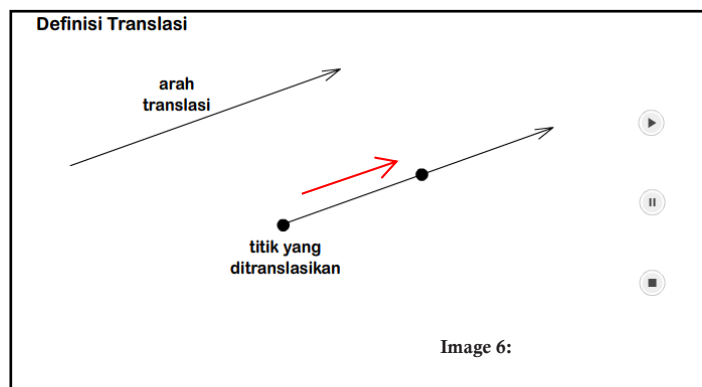 Definisi Translasi
arah
translasi
titik yang
ditranslasikan
Image 6: